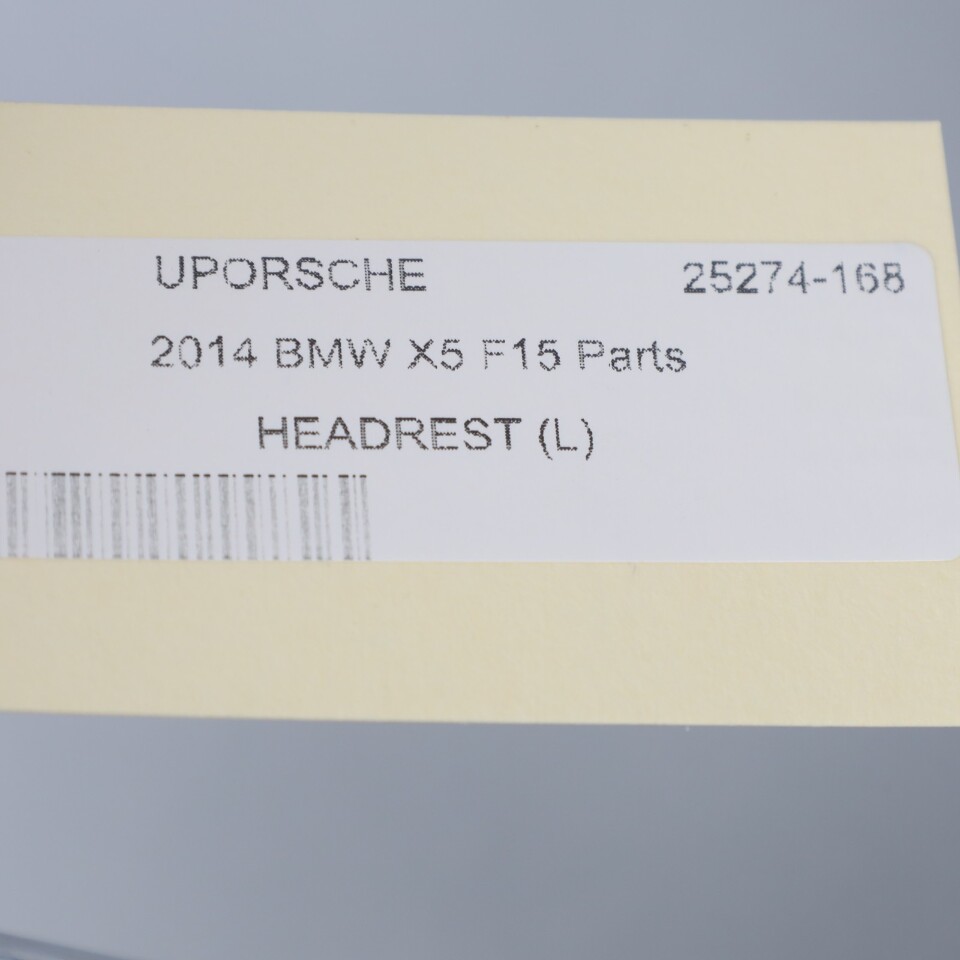 UPORSCHE 25274-168
2014 BMW X5 F15 Parts
HEADREST (L)